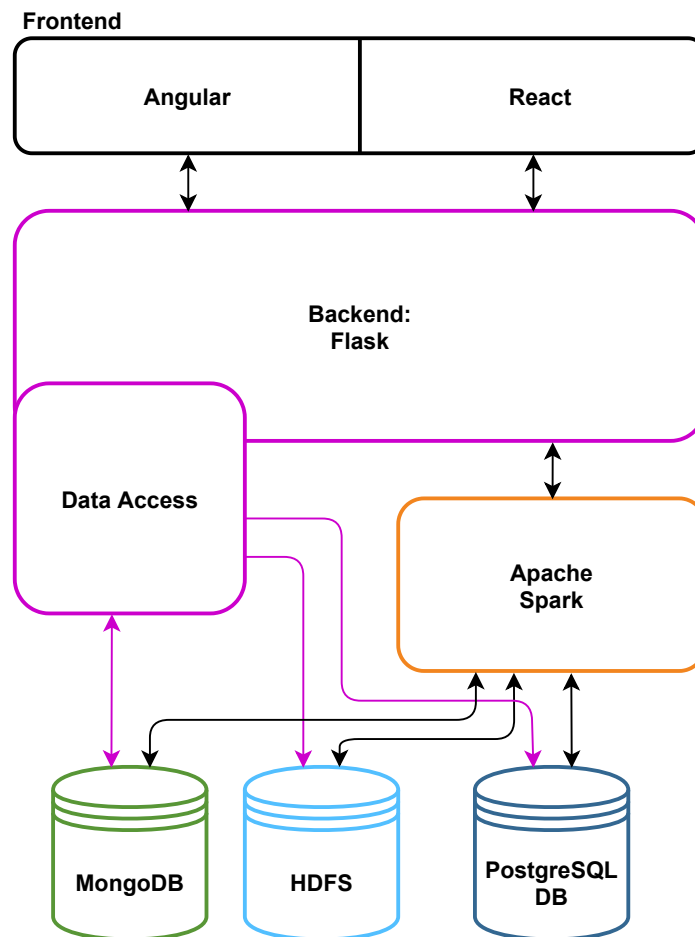 Frontend
Angular
React
Backend:
Flask
Data Access
Apache
Spark
MongoDB
HDFS
PostgreSQL
DB